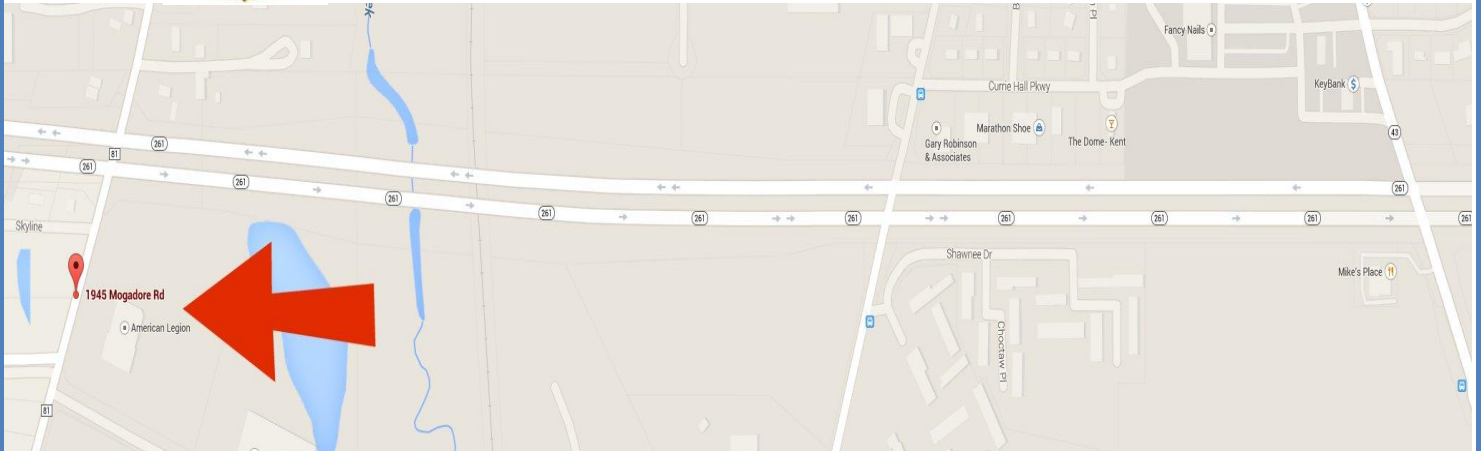 Fancy Nails
KeyBank
$
Currie Hall Pkwy
Marathon Shoe
The Dome- Kent
Gary Robinson
& Associates
43
261
81
261
261
261
261
261
261
261
261
261
261
261
261
Skyline
Shawnee Dr
Mike's Place
1945 Mogadore Rd
American Legion
Choctaw Pl
81